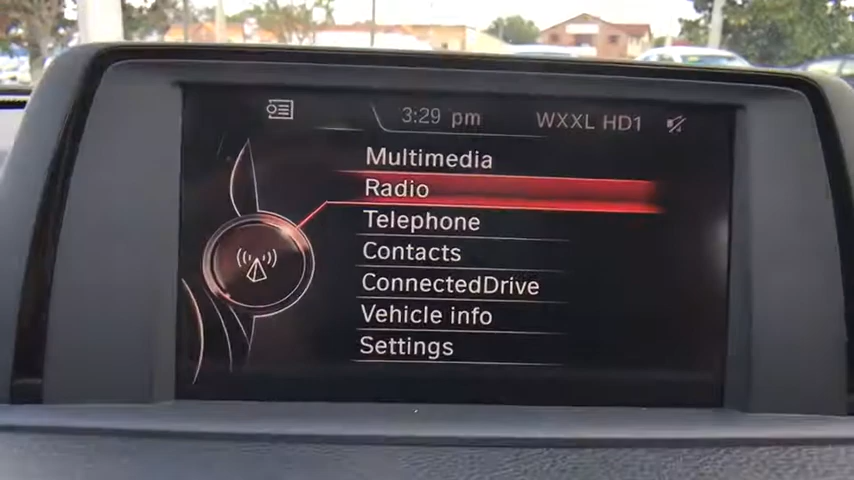 3:29 pm WXXL HD1
Multimedia
Radio
Telephone
Contacts
ConnectedDrive
Vehicle info
Settings